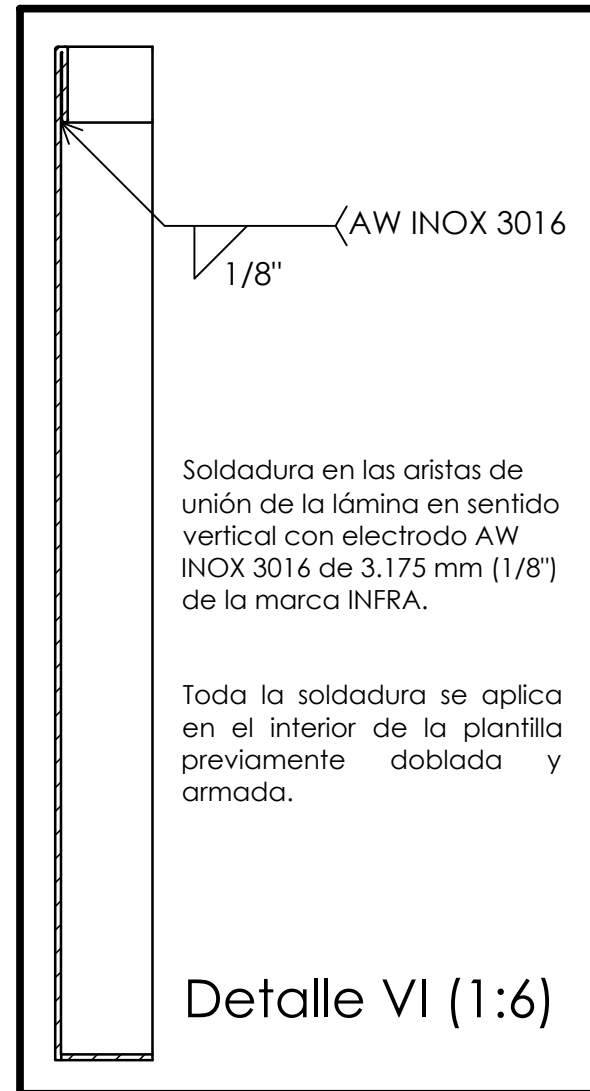 AW INOX 3016
1/8"
Soldadura en las aristas de
unión de la lámina en sentido
vertical con electrodo AW
INOX 3016 de 3.175 mm (1/8")
de la marca INFRA.
Toda la soldadura se aplica
en el interior de la plantilla
previamente doblada y
armada.
Detalle VI (1:6)